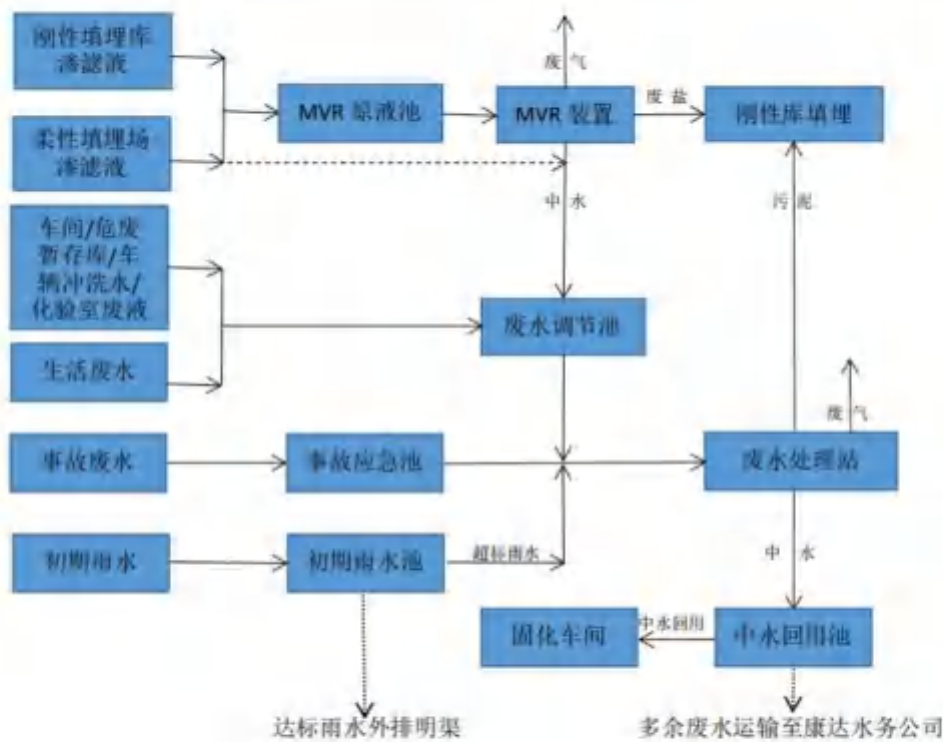 刚性填埋库
渗滤液
废 气
MVR 原液池
MVR 装置
废 盐
刚性库填埋
柔性填埋场
渗滤液
中 水
污 泥
车间/危废
暂存库/车
辆冲洗水/
化验室废液
废水调节池
生活废水
废 气
事故废水
事故应急池
废水处理站
初期雨水
初期雨水池
超标雨水
中 水
固化车间
中水回用
中水回用池
达标雨水外排明渠
多余废水运输至康达水务公司